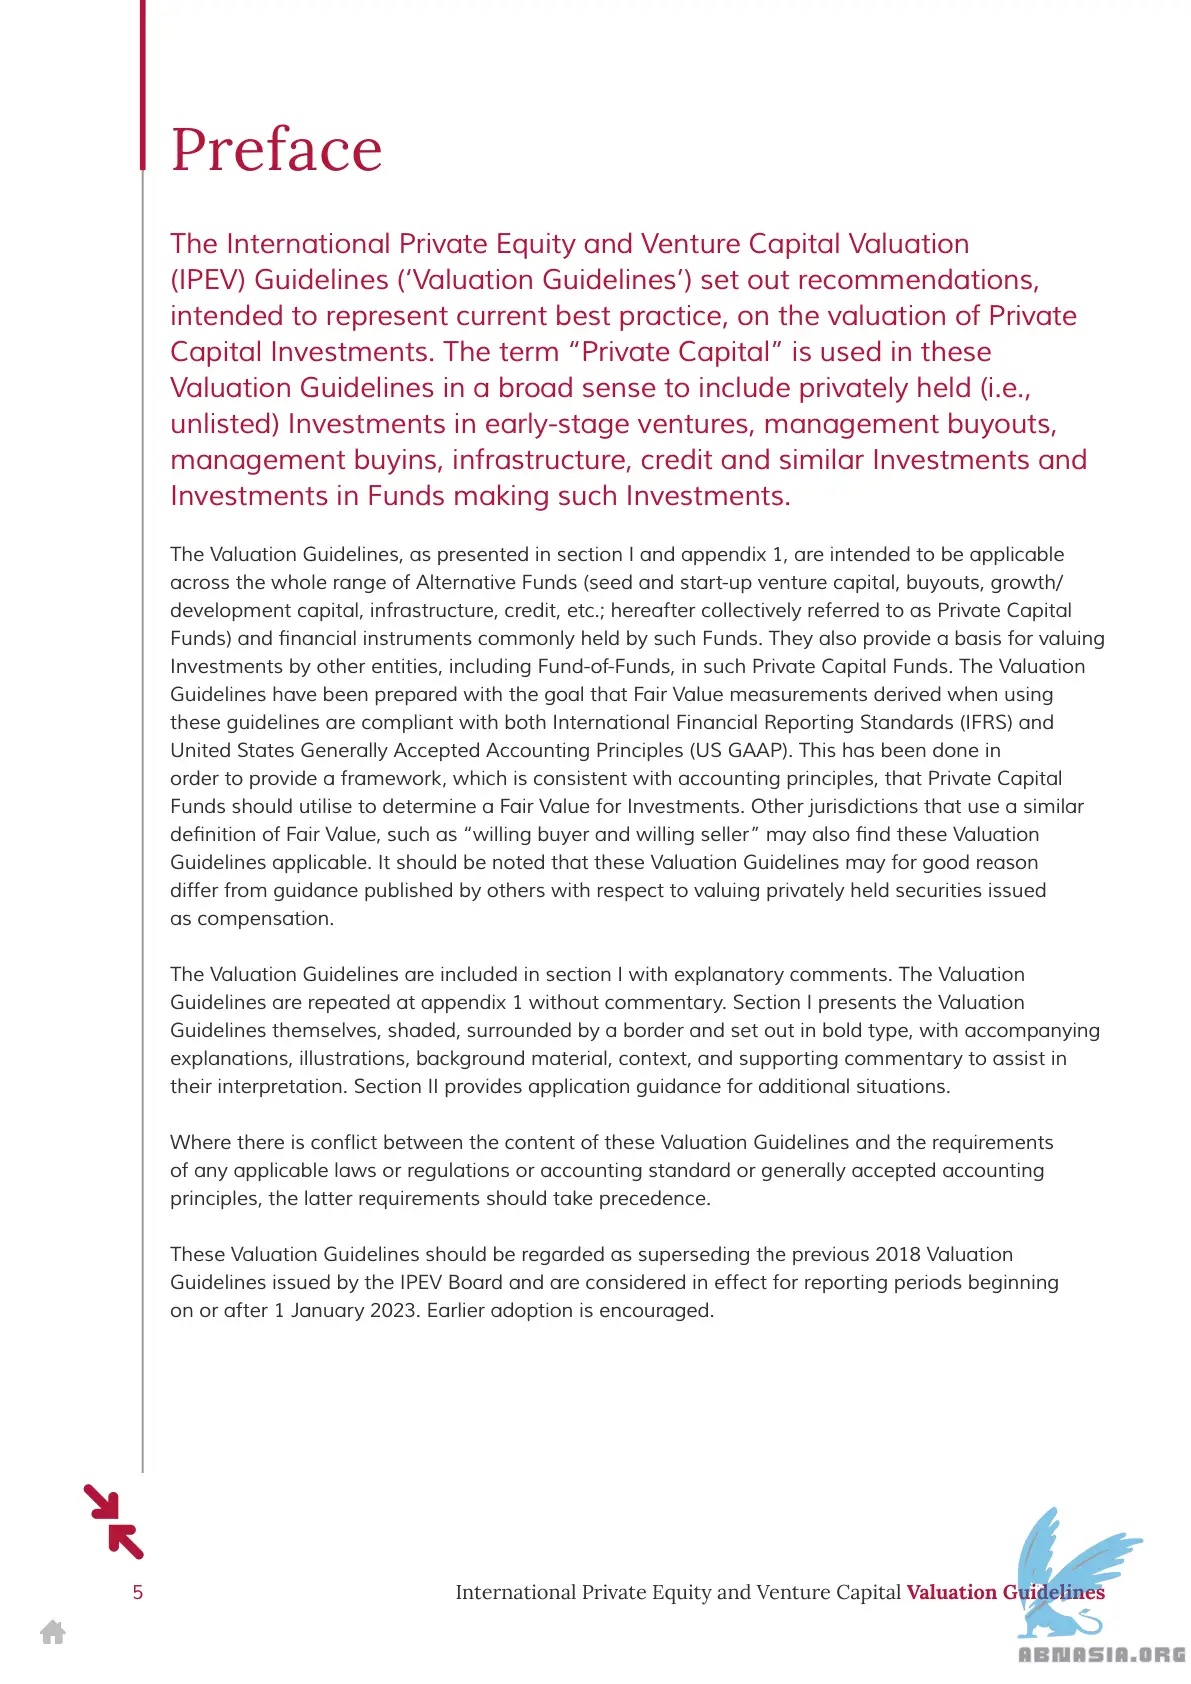 Preface
The International Private Equity and Venture Capital Valuation
(IPEV) Guidelines (‘Valuation Guidelines’) set out recommendations,
intended to represent current best practice, on the valuation of Private
Capital Investments. The term “Private Capital” is used in these
Valuation Guidelines in a broad sense to include privately held (i.e.,
unlisted) Investments in early-stage ventures, management buyouts,
management buyins, infrastructure, credit and similar Investments and
Investments in Funds making such Investments.
The Valuation Guidelines, as presented in section I and appendix 1, are intended to be applicable
across the whole range of Alternative Funds (seed and start-up venture capital, buyouts, growth/
development capital, infrastructure, credit, etc.; hereafter collectively referred to as Private Capital
Funds) and financial instruments commonly held by such Funds. They also provide a basis for valuing
Investments by other entities, including Fund-of-Funds, in such Private Capital Funds. The Valuation
Guidelines have been prepared with the goal that Fair Value measurements derived when using
these guidelines are compliant with both International Financial Reporting Standards (IFRS) and
United States Generally Accepted Accounting Principles (US GAAP). This has been done in
order to provide a framework, which is consistent with accounting principles, that Private Capital
Funds should utilise to determine a Fair Value for Investments. Other jurisdictions that use a similar
definition of Fair Value, such as “willing buyer and willing seller” may also find these Valuation
Guidelines applicable. It should be noted that these Valuation Guidelines may for good reason
differ from guidance published by others with respect to valuing privately held securities issued
as compensation.
The Valuation Guidelines are included in section I with explanatory comments. The Valuation
Guidelines are repeated at appendix 1 without commentary. Section I presents the Valuation
Guidelines themselves, shaded, surrounded by a border and set out in bold type, with accompanying
explanations, illustrations, background material, context, and supporting commentary to assist in
their interpretation. Section II provides application guidance for additional situations.
Where there is conflict between the content of these Valuation Guidelines and the requirements
of any applicable laws or regulations or accounting standard or generally accepted accounting
principles, the latter requirements should take precedence.
These Valuation Guidelines should be regarded as superseding the previous 2018 Valuation
Guidelines issued by the IPEV Board and are considered in effect for reporting periods beginning
on or after 1 January 2023. Earlier adoption is encouraged.
5
International Private Equity and Venture Capital Valuation Guidelines
ABNASIA.ORG